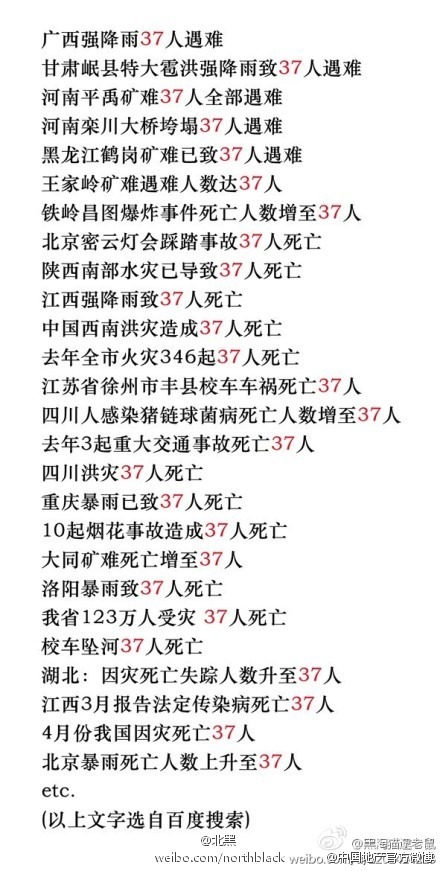 广西强降雨37人遇难
甘肃岷县特大雹洪强降雨致37人遇难
河南平禹矿难37人全部遇难
河南栾川大桥垮塌37人遇难
黑龙江鹤岗矿难已致37人遇难
王家岭矿难遇难人数达37人
铁岭昌图爆炸事件死亡人数增至37人
北京密云灯会踩踏事故37人死亡
陕西南部水灾已导致37人死亡
江西强降雨致37人死亡
中国西南洪灾造成37人死亡
去年全市火灾346起37人死亡
江苏省徐州市丰县校车车祸死亡37人
四川人感染猪链球菌病死亡人数增至37人
去年3起重大交通事故死亡37人
四川洪灾37人死亡
重庆暴雨已致37人死亡
10起烟花事故造成37人死亡
大同矿难死亡增至37人
洛阳暴雨致37人死亡
我省123万人受灾 37人死亡
校车坠河37人死亡
湖北：因灾死亡失踪人数升至37人
江西3月报告法定传染病死亡37人
4月份我国因灾死亡37人
北京暴雨死亡人数上升至37人
etc.
(以上文字选自百度搜索)
@北黑
weibo.com/northblack
@黑淘猫逮老鼠
weibo.com
@中国地产官方微博